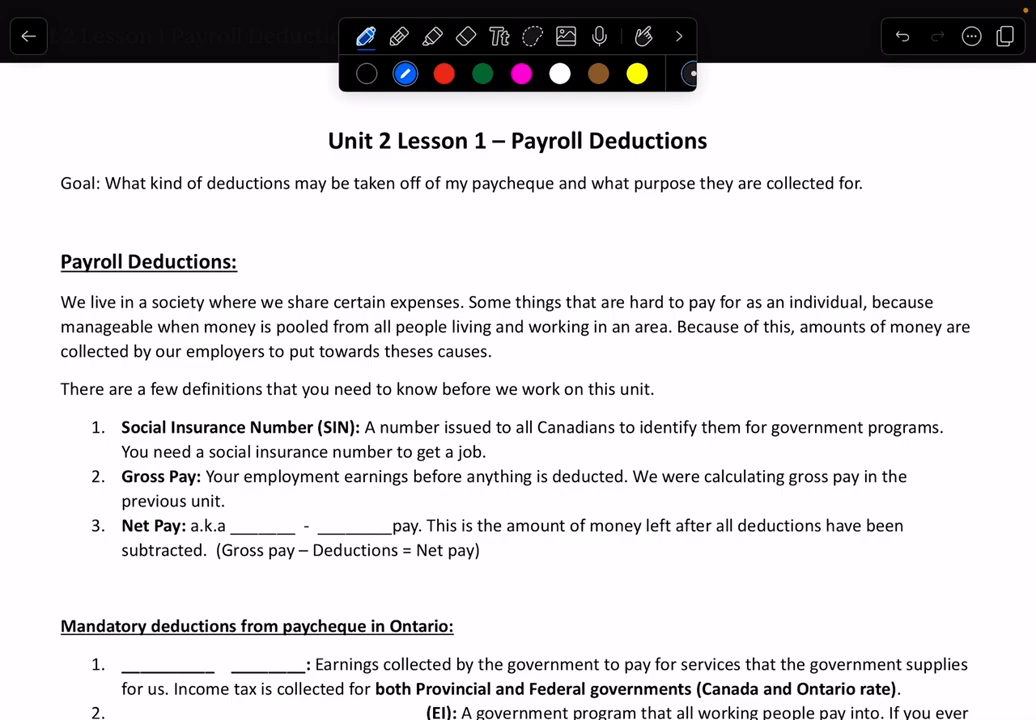 2 Lesson 1 Payroll Deductio
Tt
Unit 2 Lesson 1 – Payroll Deductions
Goal: What kind of deductions may be taken off of my paycheque and what purpose they are collected for.
Payroll Deductions:
We live in a society where we share certain expenses. Some things that are hard to pay for as an individual, because
manageable when money is pooled from all people living and working in an area. Because of this, amounts of money are
collected by our employers to put towards theses causes.
There are a few definitions that you need to know before we work on this unit.
1. Social Insurance Number (SIN): A number issued to all Canadians to identify them for government programs.
You need a social insurance number to get a job.
2. Gross Pay: Your employment earnings before anything is deducted. We were calculating gross pay in the
previous unit.
3. Net Pay: a.k.a _______ - ________pay. This is the amount of money left after all deductions have been
subtracted. (Gross pay – Deductions = Net pay)
Mandatory deductions from paycheque in Ontario:
1. __________ ________: Earnings collected by the government to pay for services that the government supplies
for us. Income tax is collected for both Provincial and Federal governments (Canada and Ontario rate).
2. (EI): A government program that all working people pay into. If you ever